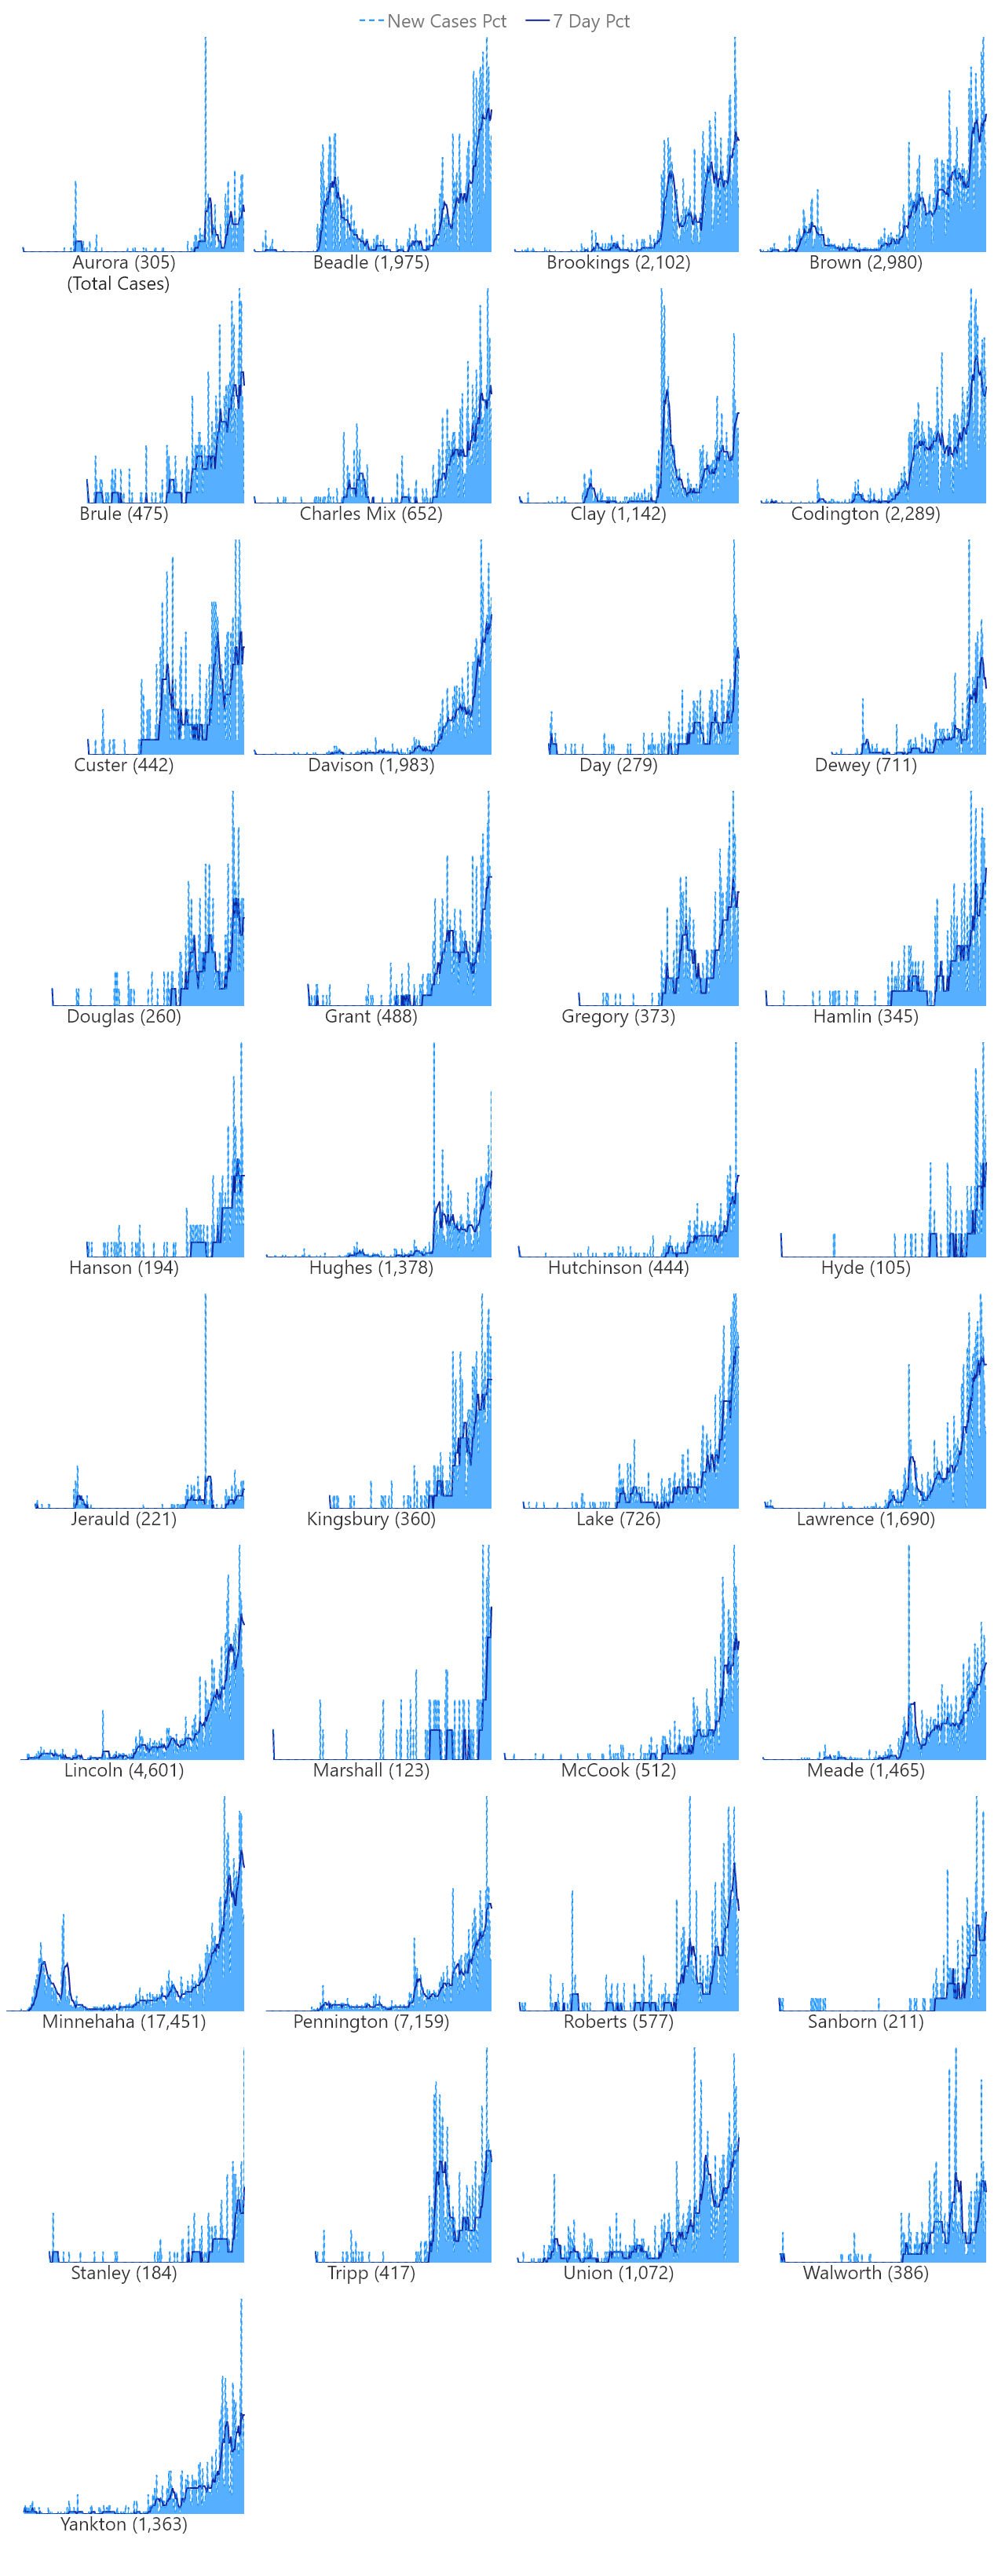 New Cases Pct 7 Day Pct
Aurora (305) Beadle (1,975) Brookings (2,102) Brown (2,980)
(Total Cases)
Brule (475) Charles Mix (652) Clay (1,142) Codington (2,289)
Custer (442) Davison (1,983) Day (279) Dewey (711)
Douglas (260) Grant (488) Gregory (373) Hamlin (345)
Hanson (194) Hughes (1,378) Hutchinson (444) Hyde (105)
Jerauld (221) Kingsbury (360) Lake (726) Lawrence (1,690)
Lincoln (4,601) Marshall (123) McCook (512) Meade (1,465)
Minnehaha (17,451) Pennington (7,159) Roberts (577) Sanborn (211)
Stanley (184) Tripp (417) Union (1,072) Walworth (386)
Yankton (1,363)